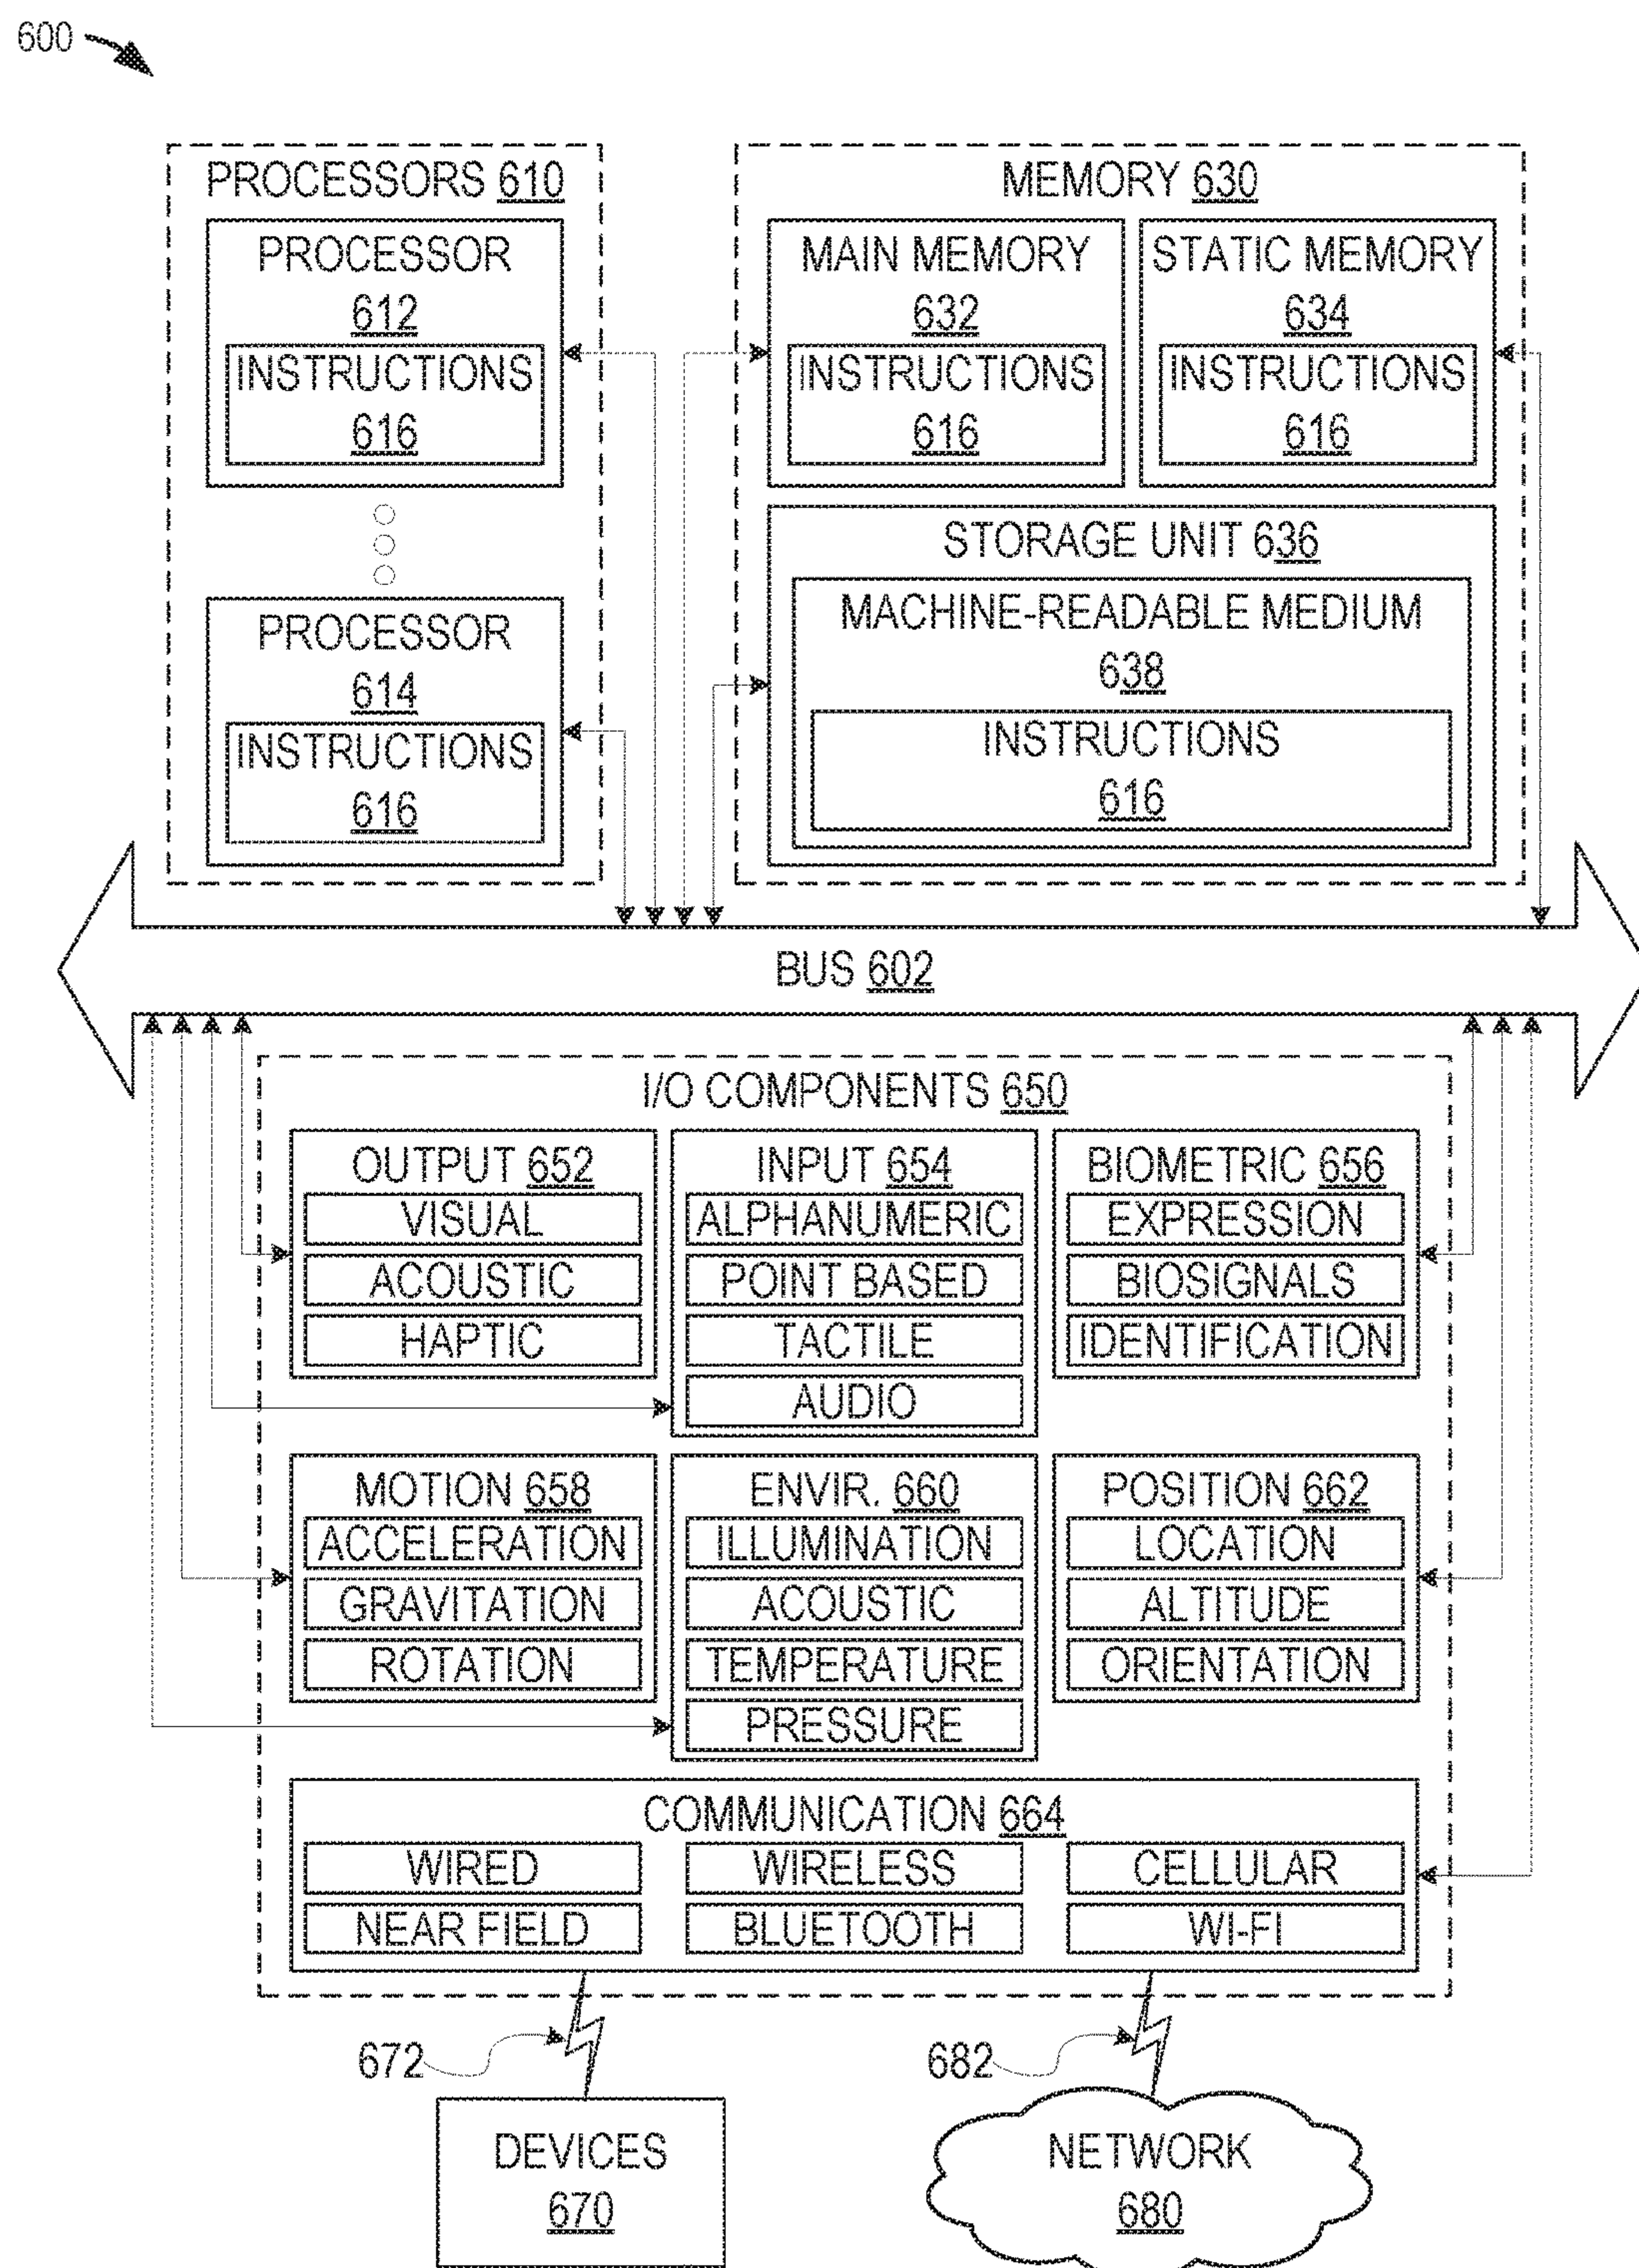 600
PROCESSORS 610
PROCESSOR
612
INSTRUCTIONS
616
PROCESSOR
614
INSTRUCTIONS
616
MEMORY 630
MAIN MEMORY
632
INSTRUCTIONS
616
STATIC MEMORY
634
INSTRUCTIONS
616
STORAGE UNIT 636
MACHINE-READABLE MEDIUM
638
INSTRUCTIONS
616
BUS 602
I/O COMPONENTS 650
OUTPUT 652
VISUAL
ACOUSTIC
HAPTIC
INPUT 654
ALPHANUMERIC
POINT BASED
TACTILE
AUDIO
BIOMETRIC 656
EXPRESSION
BIOSIGNALS
IDENTIFICATION
MOTION 658
ACCELERATION
GRAVITATION
ROTATION
ENVIR. 660
ILLUMINATION
ACOUSTIC
TEMPERATURE
PRESSURE
POSITION 662
LOCATION
ALTITUDE
ORIENTATION
COMMUNICATION 664
WIRED
WIRELESS
CELLULAR
NEAR FIELD
BLUETOOTH
WI-FI
672
682
DEVICES
670
NETWORK
680